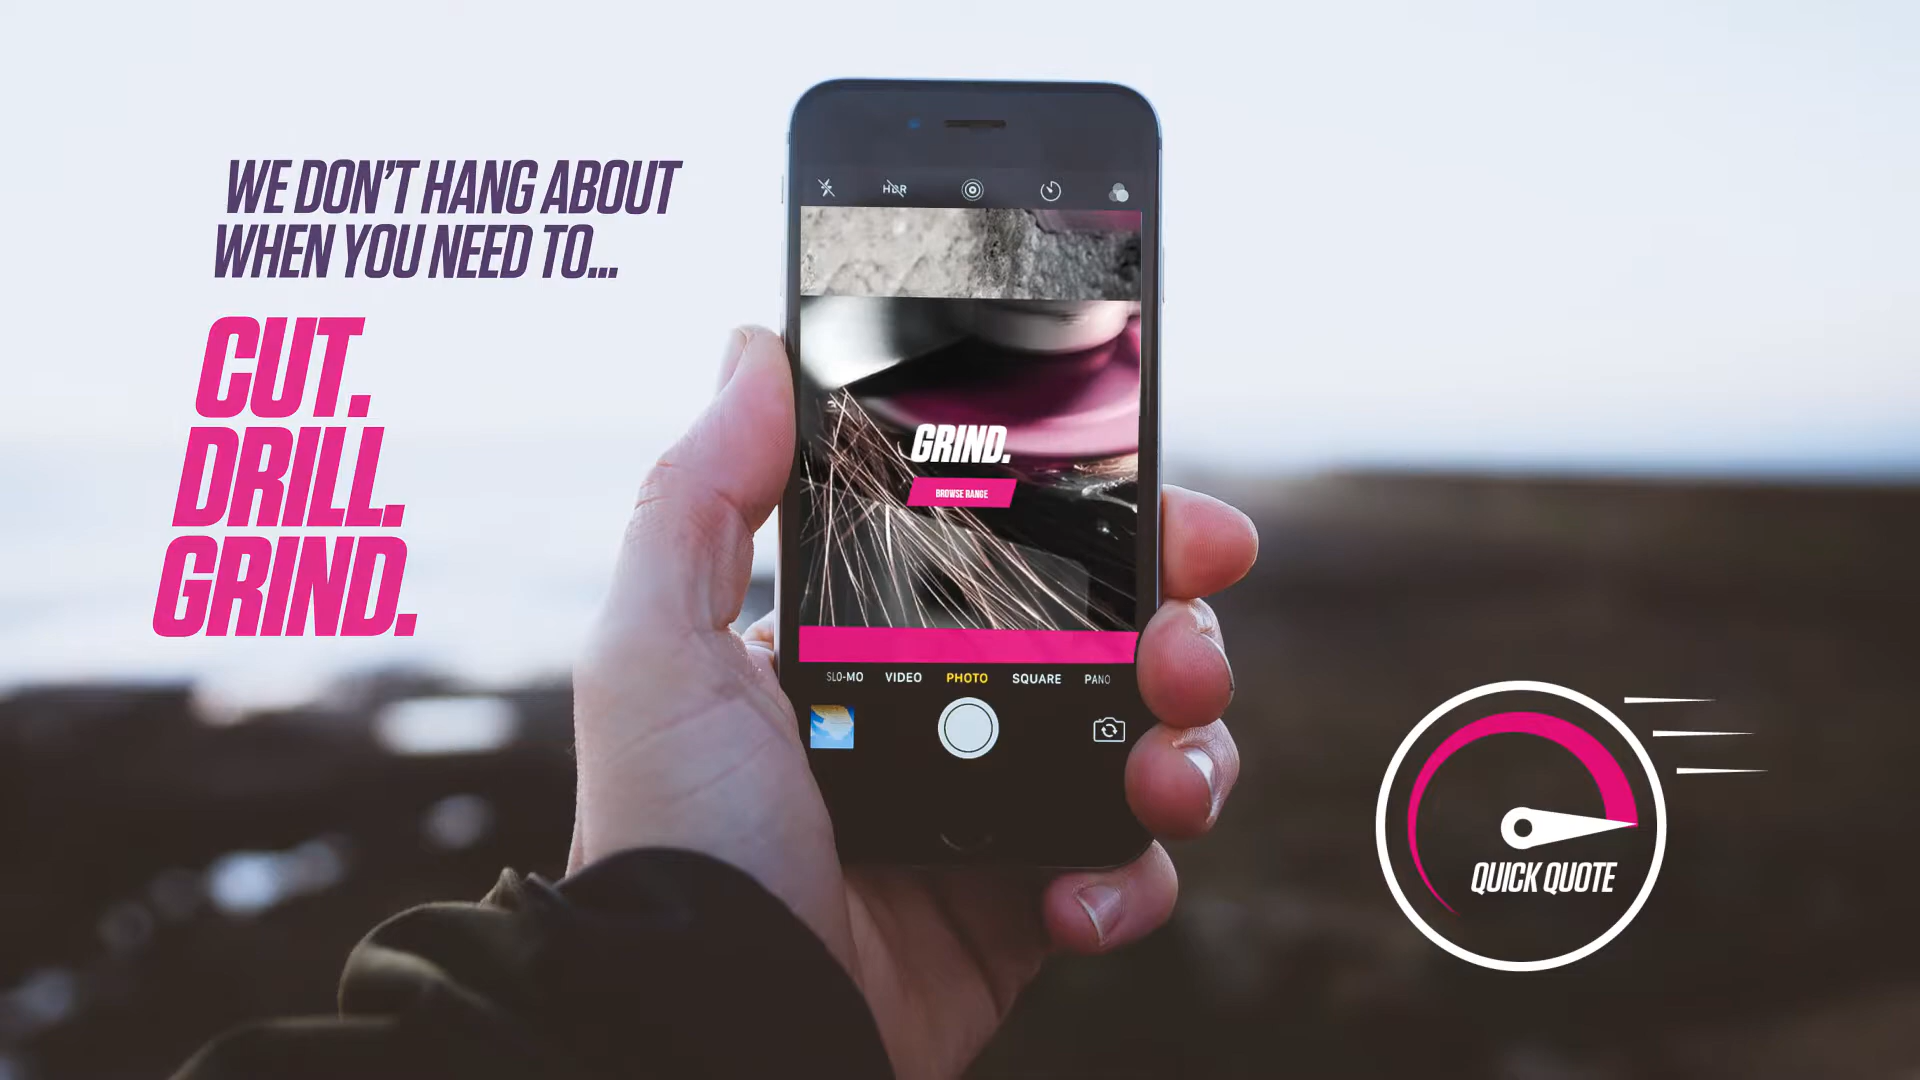 WE DON'T HANG ABOUT
WHEN YOU NEED TO...
CUT.
DRILL.
GRIND.
HDR
GRIND.
BROWSE RANGE
SLO-MO VIDEO PHOTO SQUARE PANO
QUICK QUOTE